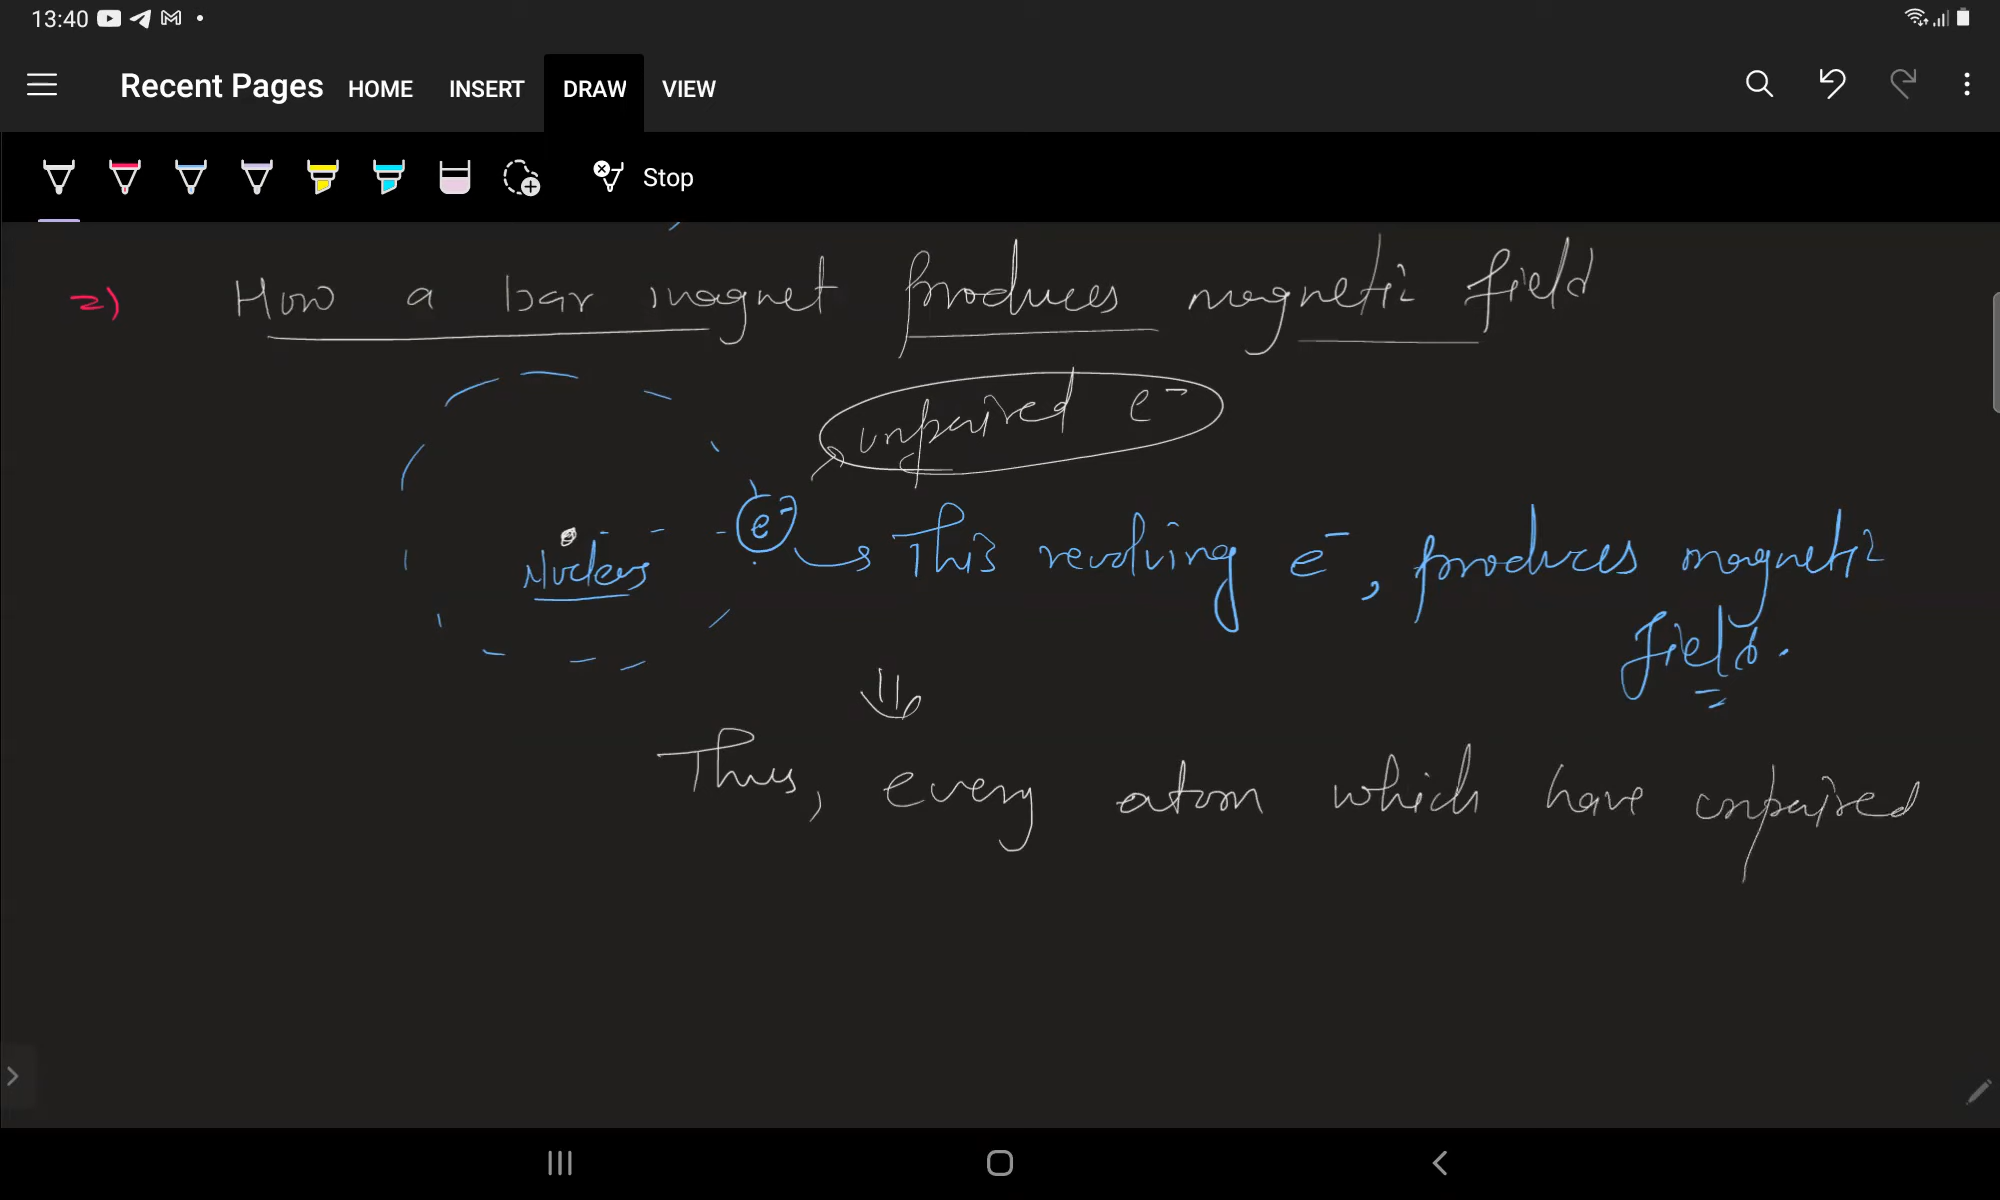 13:40
Recent Pages HOME INSERT DRAW VIEW
Stop
2) How a bar magnet produces magnetic field
unpaired e⁻
e⁻ This revolving e⁻, produces magnetic
Nucleus
field.
Thus, every atom which have unpaired